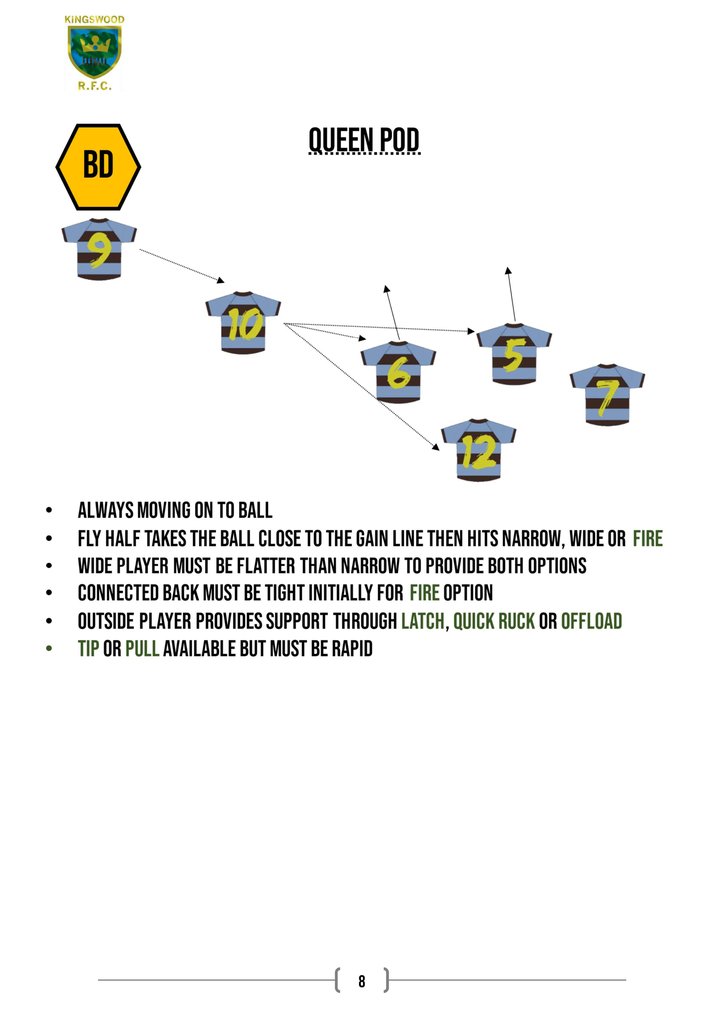 KINGSWOOD
R.F.C.
QUEEN POD
BD
9
10
6
5
7
12
• ALWAYS MOVING ON TO BALL
• FLY HALF TAKES THE BALL CLOSE TO THE GAIN LINE THEN HITS NARROW, WIDE OR FIRE
• WIDE PLAYER MUST BE FLATTER THAN NARROW TO PROVIDE BOTH OPTIONS
• CONNECTED BACK MUST BE TIGHT INITIALLY FOR FIRE OPTION
• OUTSIDE PLAYER PROVIDES SUPPORT THROUGH LATCH, QUICK RUCK OR OFFLOAD
• TIP OR PULL AVAILABLE BUT MUST BE RAPID
8